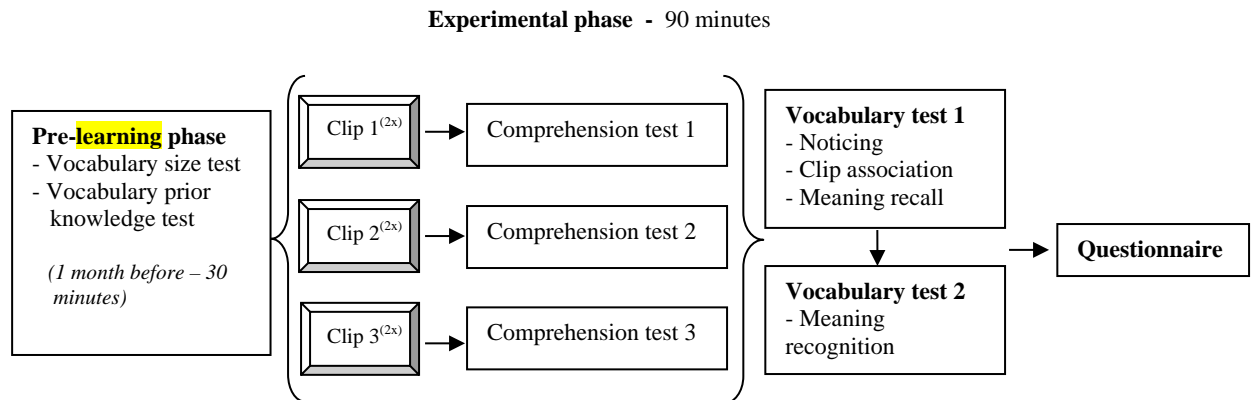 Experimental phase - 90 minutes
Pre-learning phase
- Vocabulary size test
- Vocabulary prior
knowledge test
(1 month before – 30
minutes)
Clip 1(2x)
Comprehension test 1
Clip 2(2x)
Comprehension test 2
Clip 3(2x)
Comprehension test 3
Vocabulary test 1
- Noticing
- Clip association
- Meaning recall
Vocabulary test 2
- Meaning
recognition
Questionnaire